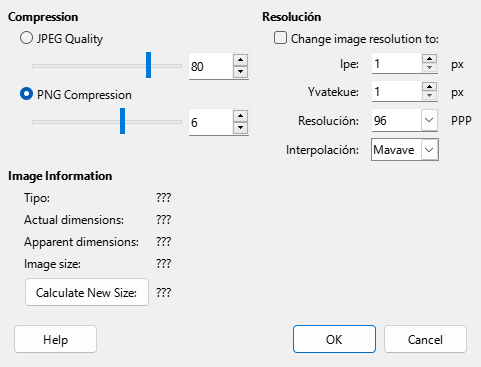 Compression
JPEG Quality
80
PNG Compression
6
Resolución
Change image resolution to:
Ipe: 1 px
Yvatekue: 1 px
Resolución: 96 PPP
Interpolación: Mavave
Image Information
Tipo: ???
Actual dimensions: ???
Apparent dimensions: ???
Image size: ???
Calculate New Size: ???
Help
OK
Cancel